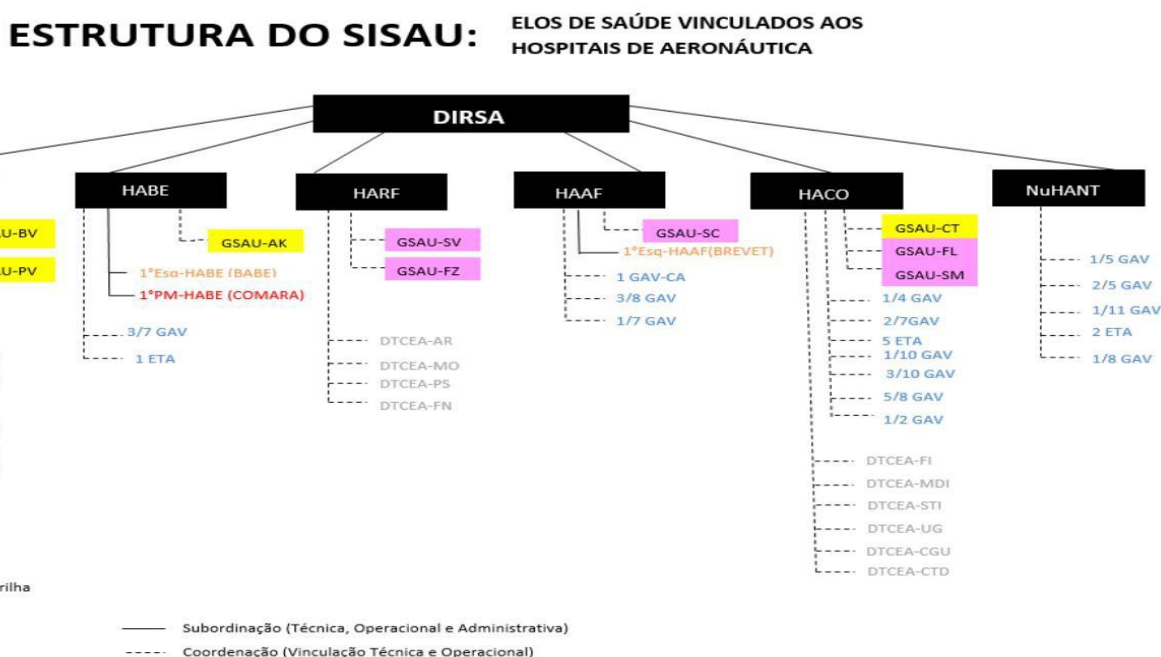 ESTRUTURA DO SISAU:
ELOS DE SAÚDE VINCULADOS AOS
HOSPITAIS DE AERONÁUTICA
DIRSA
HABE
HARF
HAAF
HACO
NuHANT
AU-BV
AU-PV
GSAU-AK
1°Esq-HABE (BABE)
1°PM-HABE (COMARA)
3/7 GAV
1 ETA
GSAU-SV
GSAU-FZ
DTCEA-AR
DTCEA-MO
DTCEA-PS
DTCEA-FN
GSAU-SC
1°Esq-HAAF(BREVET)
1 GAV-CA
3/8 GAV
1/7 GAV
GSAU-CT
GSAU-FL
GSAU-SM
1/4 GAV
2/7GAV
5 ETA
1/10 GAV
3/10 GAV
5/8 GAV
1/2 GAV
DTCEA-FI
DTCEA-MDI
DTCEA-STI
DTCEA-UG
DTCEA-CGU
DTCEA-CTD
1/5 GAV
2/5 GAV
1/11 GAV
2 ETA
1/8 GAV
rilha
Subordinação (Técnica, Operacional e Administrativa)
Coordenação (Vinculação Técnica e Operacional)